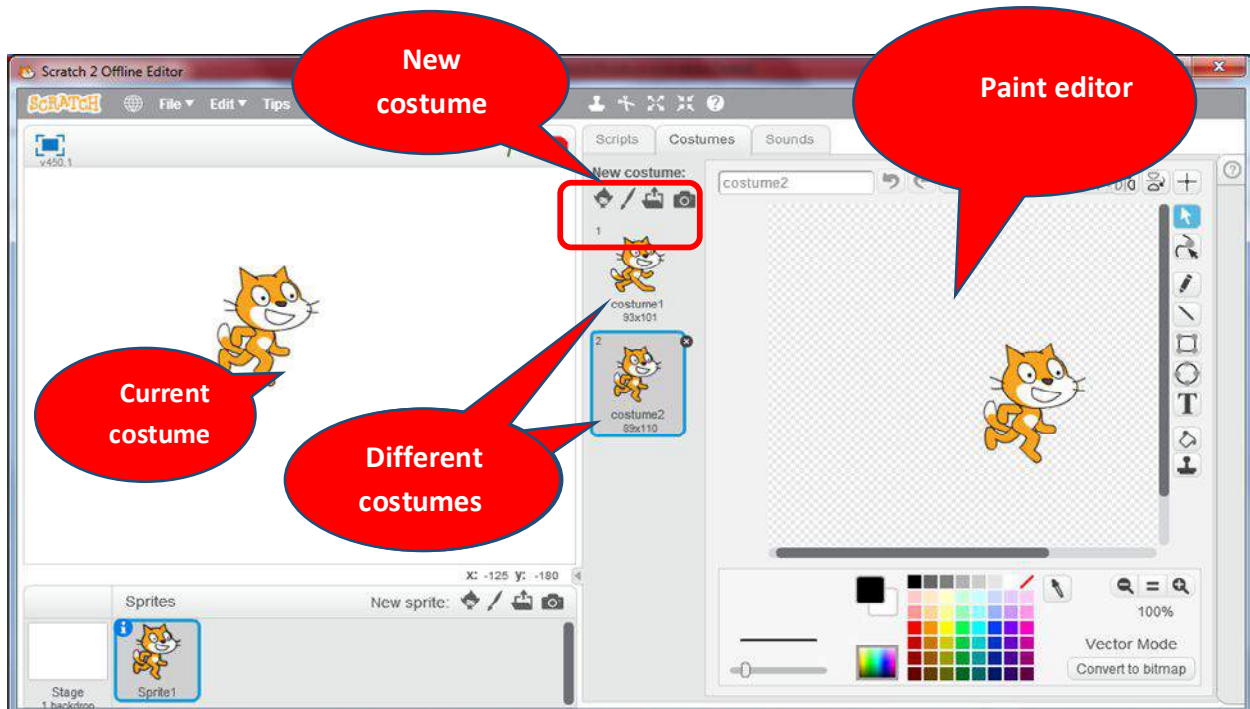 New
costume
Paint editor
Scratch 2 Offline Editor
SCRATCH File Edit Tips
v450.1
Scripts Costumes Sounds
New costume:
costume2
1
costume1
93x101
2
costume2
89x110
Current
costume
Different
costumes
T
X: -125 y: -180
Sprites New sprite:
100%
Vector Mode
Convert to bitmap
Stage
1 backdrop
Sprite1